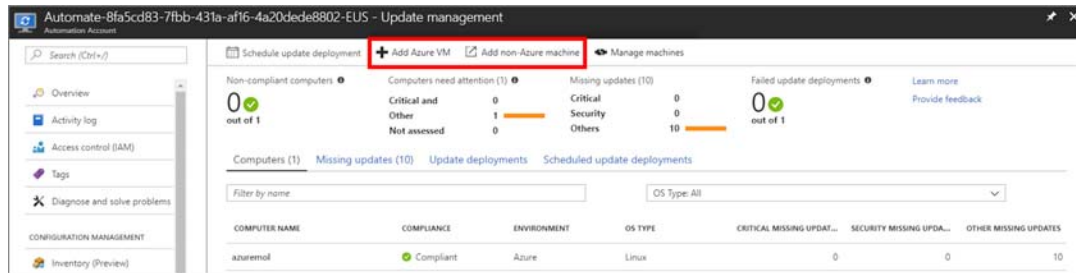 Automate-8fa5cd83-7fbb-431a-af16-4a20dede8802-EUS - Update management
Automation Account
Search (Ctrl+/)
Schedule update deployment
Add Azure VM
Add non-Azure machine
Manage machines
Overview
Activity log
Access control (IAM)
Tags
Diagnose and solve problems
CONFIGURATION MANAGEMENT
Inventory (Preview)
Non-compliant computers
0
out of 1
Computers need attention (1)
Critical and 0
Other 1
Not assessed 0
Missing updates (10)
Critical 0
Security 0
Others 10
Failed update deployments
0
out of 1
Learn more
Provide feedback
Computers (1) Missing updates (10) Update deployments Scheduled update deployments
Filter by name
OS Type: All
COMPUTER NAME COMPLIANCE ENVIRONMENT OS TYPE CRITICAL MISSING UPDAT... SECURITY MISSING UPDA... OTHER MISSING UPDATES
azuremol Compliant Azure Linux 0 0 10